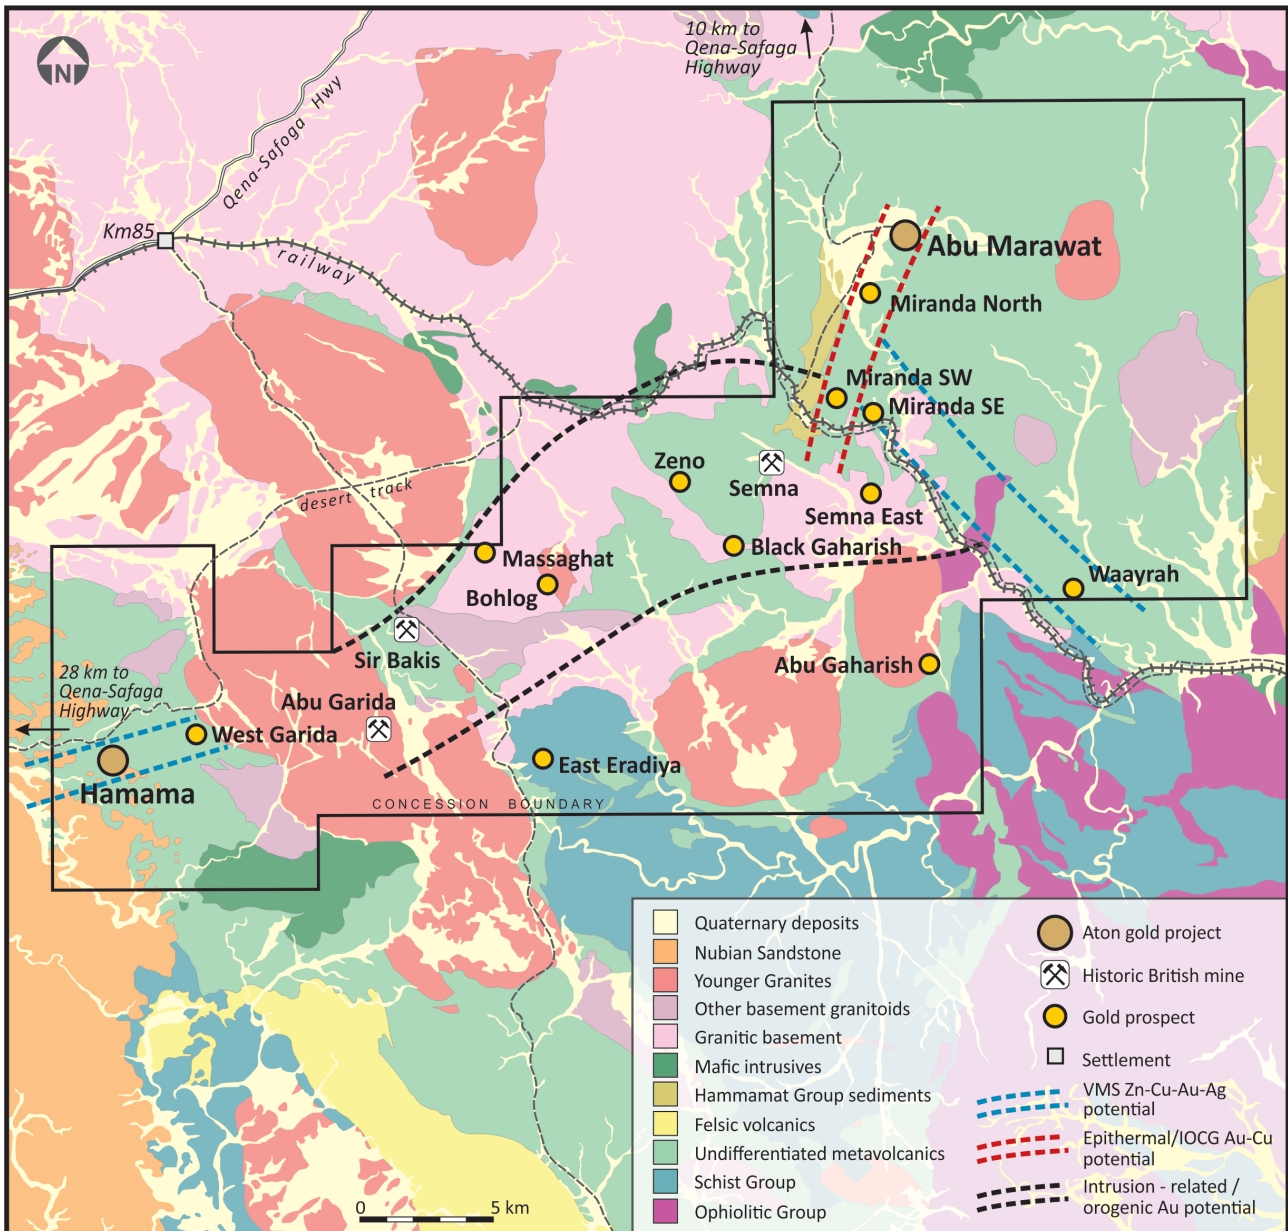 10 km to
Qena-Safaga
Highway
N
Qena-Safoga Hwy
Km85
railway
Abu Marawat
Miranda North
Miranda SW
Miranda SE
Zeno
Semna
desert track
Semna East
Massaghat
Black Gaharish
Bohlog
Waayrah
Sir Bakis
28 km to
Qena-Safaga
Highway
Abu Gaharish
Abu Garida
West Garida
East Eradiya
Hamama
CONCESSION BOUNDARY
Quaternary deposits
Nubian Sandstone
Younger Granites
Other basement granitoids
Granitic basement
Mafic intrusives
Hammamat Group sediments
Felsic volcanics
Undifferentiated metavolcanics
Schist Group
Ophiolitic Group
Aton gold project
Historic British mine
Gold prospect
Settlement
VMS Zn-Cu-Au-Ag
potential
Epithermal/IOCG Au-Cu
potential
Intrusion - related /
orogenic Au potential
0 5 km